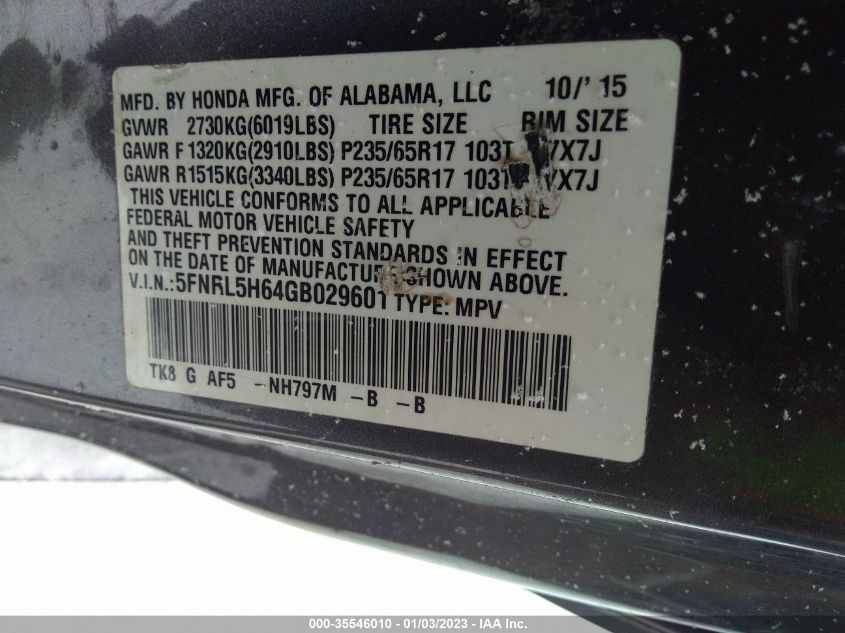 MFD. BY HONDA MFG. OF ALABAMA, LLC 10/' 15
GVWR 2730KG(6019LBS) TIRE SIZE RIM SIZE
GAWR F1320KG(2910LBS) P235/65R17 103T
GAWR R1515KG(3340LBS) P235/65R17 103T
THIS VEHICLE CONFORMS TO ALL APPLICABLE
FEDERAL MOTOR VEHICLE SAFETY
AND THEFT PREVENTION STANDARDS IN EFFECT
ON THE DATE OF MANUFACTURE SHOWN ABOVE.
V.I.N.:5FNRL5H64GB029601 TYPE: MPV
TK8 G AF5 -NH797M -B -B
000-35546010 — 01/03/2023 — IAA Inc.